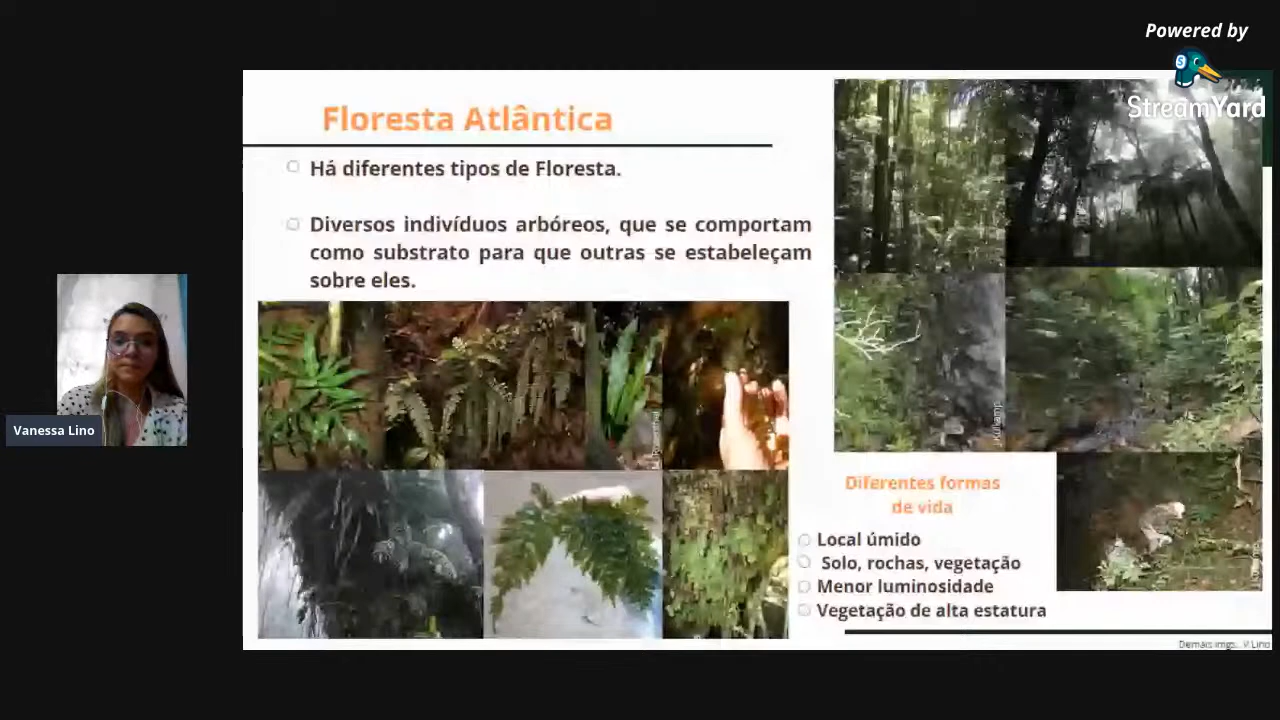 Powered by
StreamYard
Floresta Atlântica
Há diferentes tipos de Floresta.
Diversos indivíduos arbóreos, que se comportam
como substrato para que outras se estabeleçam
sobre eles.
Vanessa Lino
Diferentes formas
de vida
Local úmido
Solo, rochas, vegetação
Menor luminosidade
Vegetação de alta estatura
Demais imgs.. V Lino